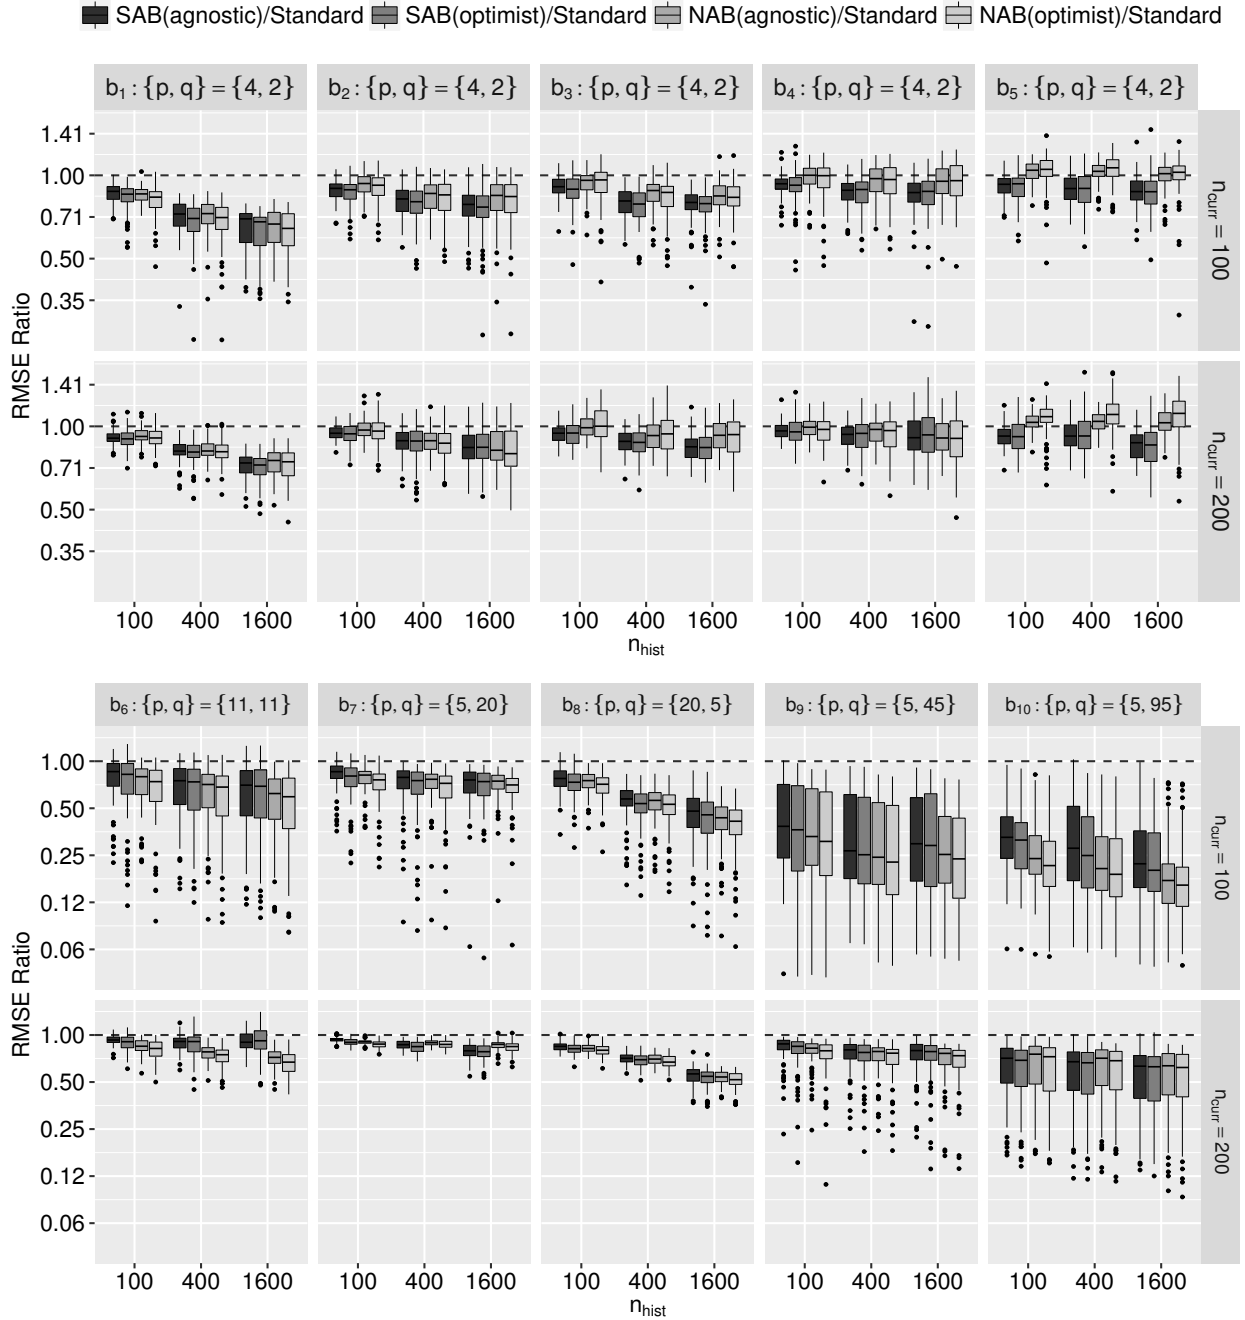 SAB(agnostic)/Standard SAB(optimist)/Standard NAB(agnostic)/Standard NAB(optimist)/Standard
b₁ : {p, q} = {4, 2} b₂ : {p, q} = {4, 2} b₃ : {p, q} = {4, 2} b₄ : {p, q} = {4, 2} b₅ : {p, q} = {4, 2}
RMSE Ratio
1.41
1.00
0.71
0.50
0.35
n_curr = 100
1.41
1.00
0.71
0.50
0.35
n_curr = 200
100 400 1600 100 400 1600 100 400 1600 100 400 1600 100 400 1600
n_hist
b₆ : {p, q} = {11, 11} b₇ : {p, q} = {5, 20} b₈ : {p, q} = {20, 5} b₉ : {p, q} = {5, 45} b₁₀ : {p, q} = {5, 95}
RMSE Ratio
1.00
0.50
0.25
0.12
0.06
n_curr = 100
1.00
0.50
0.25
0.12
0.06
n_curr = 200
100 400 1600 100 400 1600 100 400 1600 100 400 1600 100 400 1600
n_hist